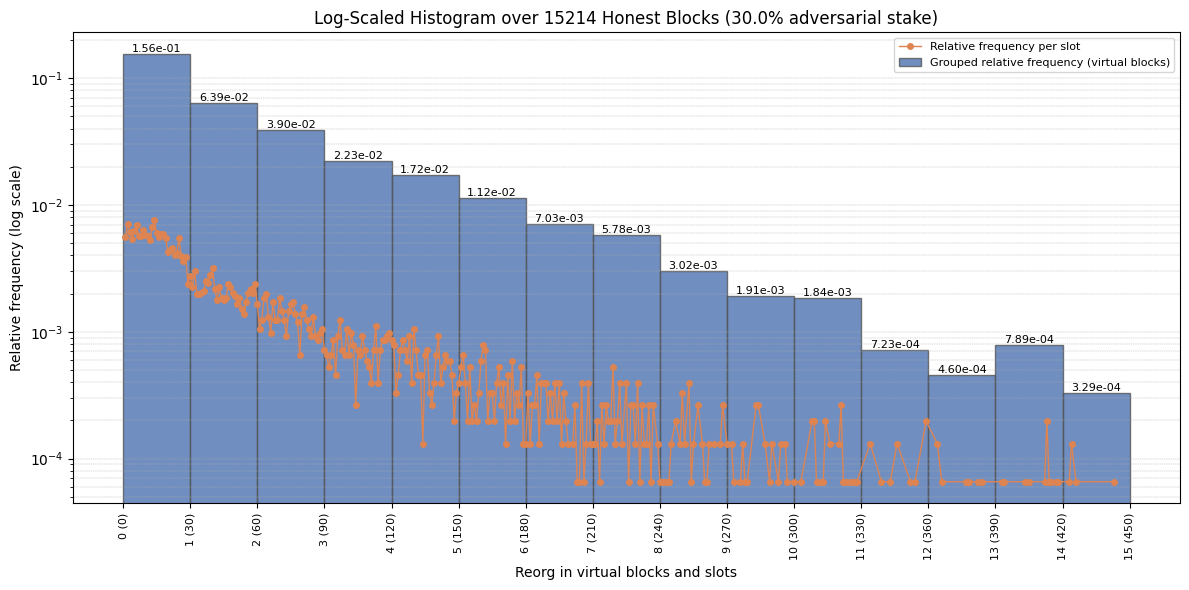 Log-Scaled Histogram over 15214 Honest Blocks (30.0% adversarial stake)
Relative frequency per slot
Grouped relative frequency (virtual blocks)
1.56e-01
6.39e-02
3.90e-02
2.23e-02
1.72e-02
1.12e-02
7.03e-03
5.78e-03
3.02e-03
1.91e-03
1.84e-03
7.23e-04
4.60e-04
7.89e-04
3.29e-04
Relative frequency (log scale)
10⁻¹
10⁻²
10⁻³
10⁻⁴
0 (0)
1 (30)
2 (60)
3 (90)
4 (120)
5 (150)
6 (180)
7 (210)
8 (240)
9 (270)
10 (300)
11 (330)
12 (360)
13 (390)
14 (420)
15 (450)
Reorg in virtual blocks and slots